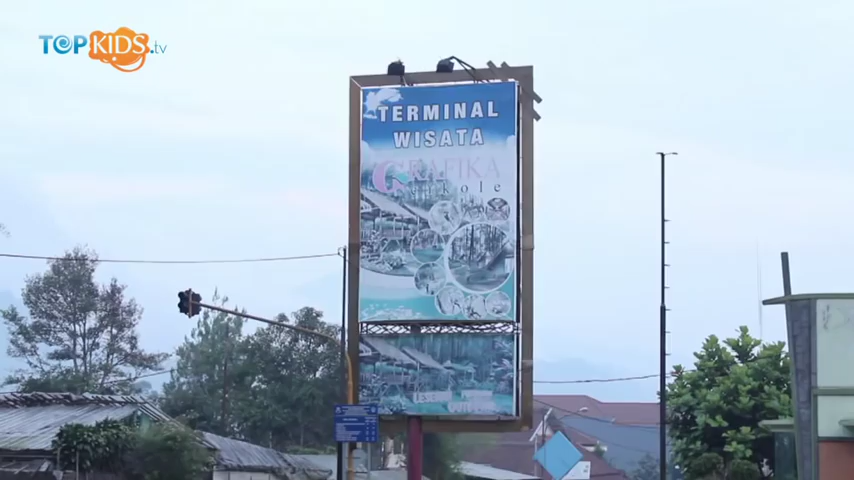 TOPKIDS.tv
TERMINAL
WISATA
GRAFIKA
Cikole